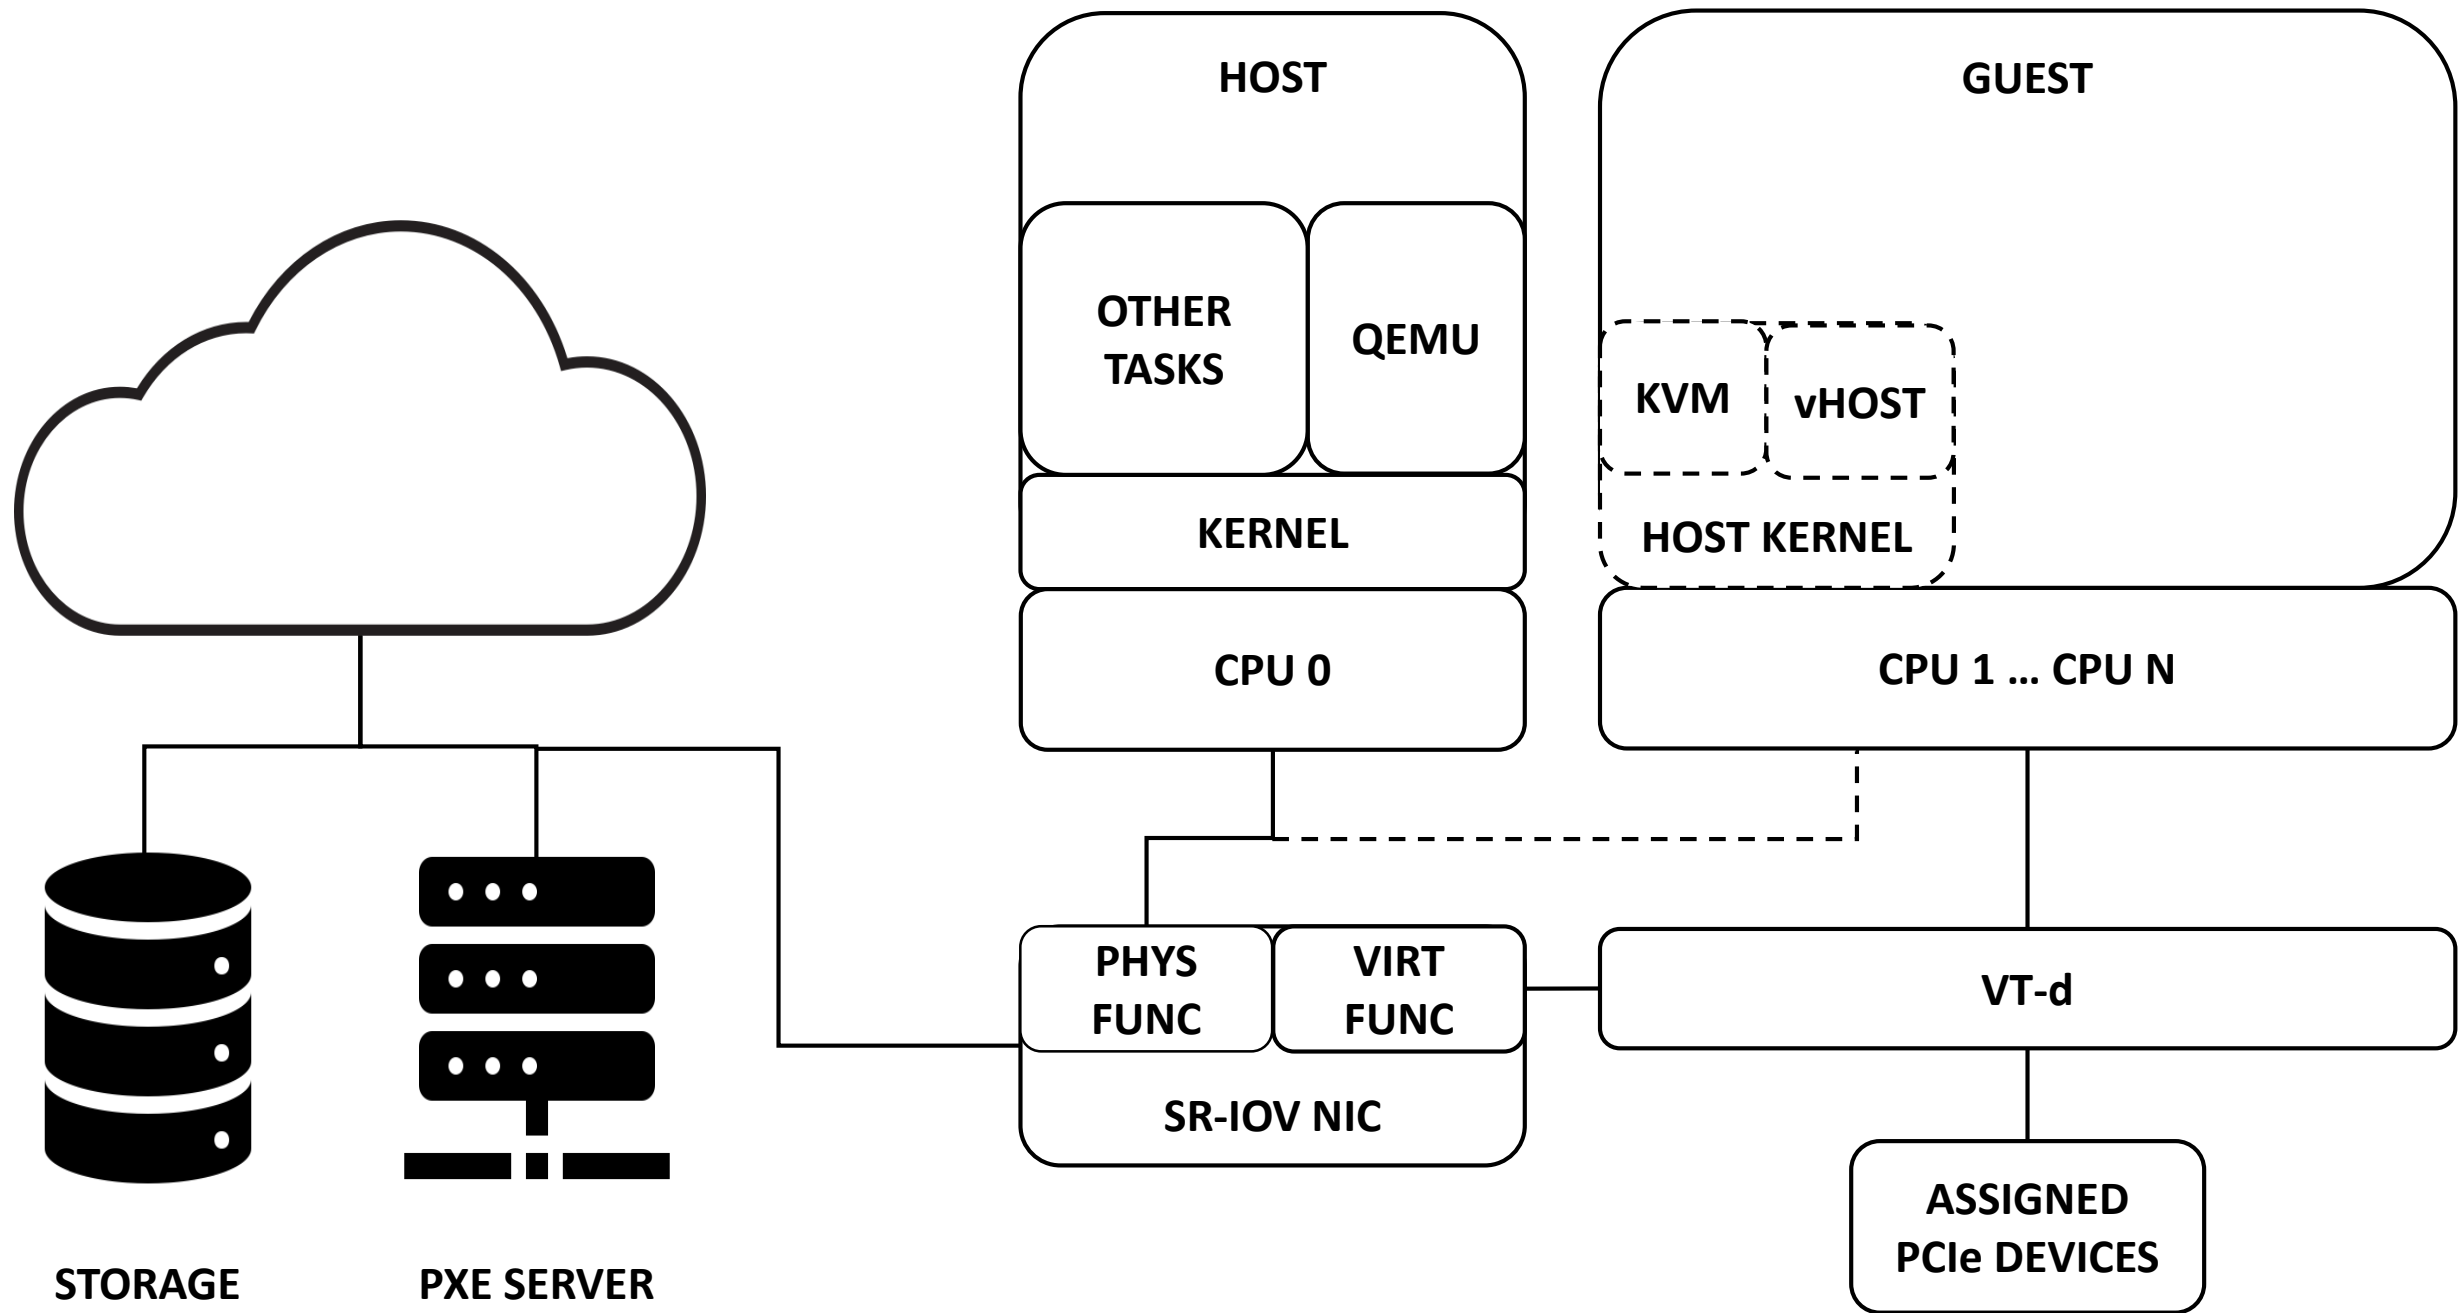 HOST
GUEST
OTHER
TASKS
QEMU
KVM
vHOST
KERNEL
HOST KERNEL
CPU 0
CPU 1 ... CPU N
PHYS
FUNC
VIRT
FUNC
VT-d
SR-IOV NIC
ASSIGNED
PCIe DEVICES
STORAGE
PXE SERVER